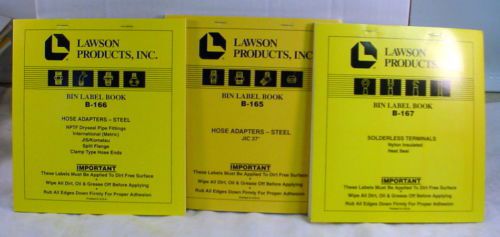 LAWSON
PRODUCTS, INC.
BIN LABEL BOOK
B-166
HOSE ADAPTERS - STEEL
NPTF Dryseal Pipe Fittings
International (Metric)
JIS/Komatsu
Split Flange
Clamp Type Hose Ends
IMPORTANT
These Labels Must Be Applied To Dirt Free Surface
Wipe All Dirt, Oil & Grease Off Before Applying
Rub All Edges Down Firmly For Proper Adhesion
LAWSON
PRODUCTS, INC
BIN LABEL BOOK
B-165
HOSE ADAPTERS - STEEL
JIC 37°
IMPORTANT
These Labels Must Be Applied To Dirt Free
Wipe All Dirt, Oil & Grease Off Before
Rub All Edges Down Firmly For Proper
LAWSON
PRODUCTS
BIN LABEL BOOK
B-167
SOLDERLESS TERMINALS
Nylon Insulated
Heat Seal
IMPORTANT
These Labels Must Be Applied To Dirt Free Surface
Wipe All Dirt, Oil & Grease Off Before Applying
Rub All Edges Down Firmly For Proper Adhesion